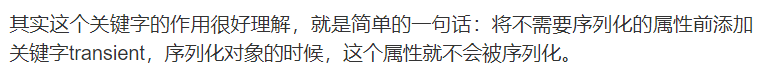 其实这个关键字的作用很好理解，就是简单的一句话：将不需要序列化的属性前添加
关键字transient，序列化对象的时候，这个属性就不会被序列化。